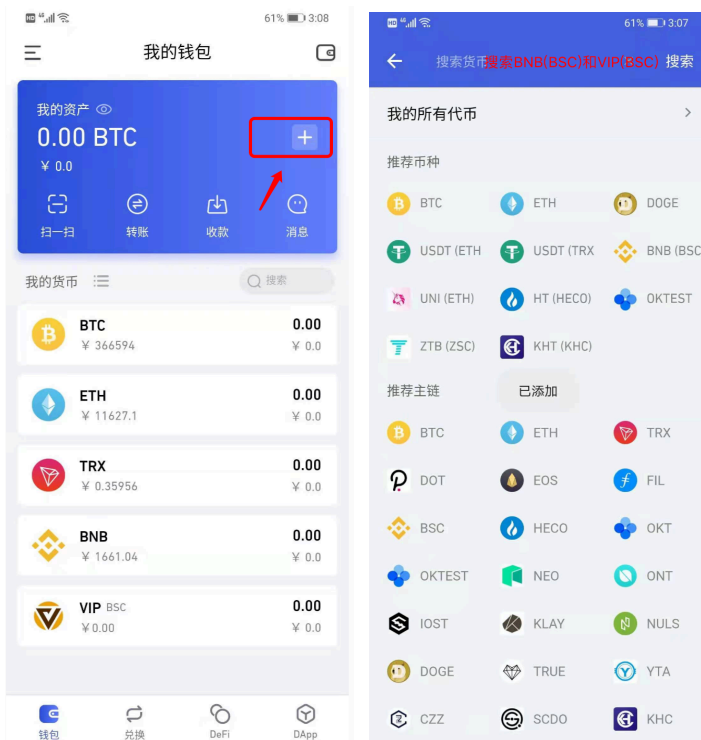 HD 4G 61% 3:08
我的钱包
我的资产
0.00 BTC
¥ 0.0
扫一扫 转账 收款 消息
我的货币 搜索
BTC 0.00
¥ 366594 ¥ 0.0
ETH 0.00
¥ 11627.1 ¥ 0.0
TRX 0.00
¥ 0.35956 ¥ 0.0
BNB 0.00
¥ 1661.04 ¥ 0.0
VIP BSC 0.00
¥0.00 ¥ 0.0
钱包 兑换 DeFi DApp
HD 4G 61% 3:07
搜索货币 搜索BNB(BSC)和VIP(BSC) 搜索
我的所有代币
推荐币种
BTC ETH DOGE
USDT (ETH USDT (TRX BNB (BSC
UNI (ETH) HT (HECO) OKTEST
ZTB (ZSC) KHT (KHC)
推荐主链 已添加
BTC ETH TRX
DOT EOS FIL
BSC HECO OKT
OKTEST NEO ONT
IOST KLAY NULS
DOGE TRUE YTA
CZZ SCDO KHC